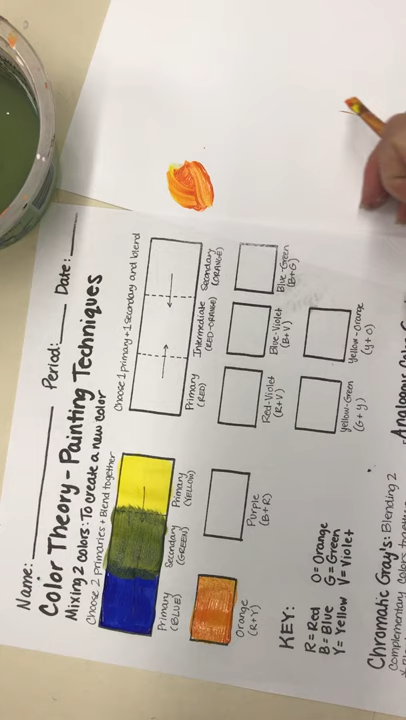 Name: Period: Date:
Color Theory - Painting Techniques
Mixing 2 colors: To create a new color
Choose 2 Primaries + Blend together
Primary (BLUE)
Secondary (GREEN)
Primary (YELLOW)
Choose 1 primary + 1 secondary and blend
Primary (RED)
Intermediate (RED-ORANGE)
Secondary (ORANGE)
Orange (R+Y)
Purple (B+R)
Red-Violet (R+V)
Blue-Violet (B+V)
Blue-Green (B+G)
KEY:
R = Red O = Orange
B = Blue G = Green
Y = Yellow V = Violet
Yellow-Green (G+Y)
Yellow-Orange (Y+O)
Chromatic Gray's: Blending 2
Complementary colors together